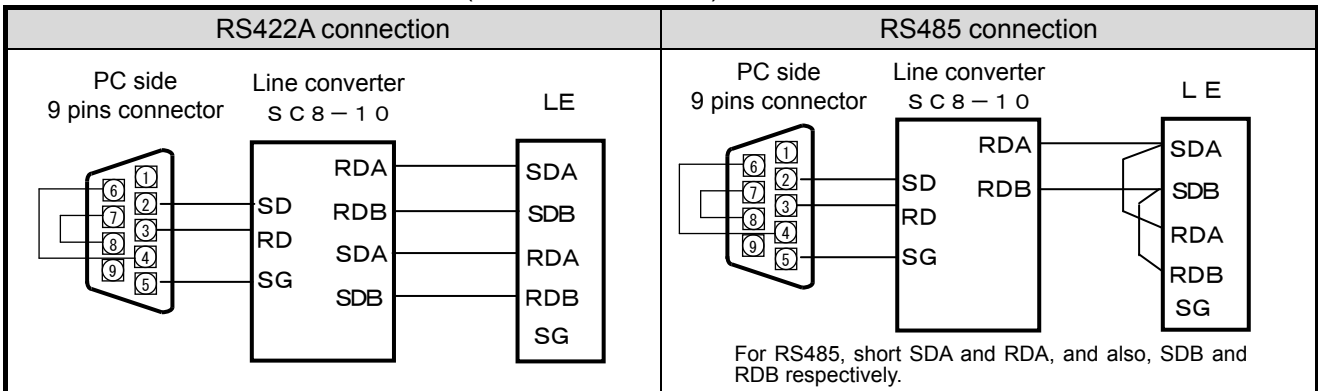 RS422A connection
PC side
9 pins connector
Line converter
ＳＣ８－１０
LE
①
②
③
④
⑤
⑥
⑦
⑧
⑨
SD
RD
SG
RDA
RDB
SDA
SDB
SDA
SDB
RDA
RDB
SG
RS485 connection
PC side
9 pins connector
Line converter
ＳＣ８－１０
ＬＥ
①
②
③
④
⑤
⑥
⑦
⑧
⑨
SD
RD
SG
RDA
RDB
SDA
SDB
RDA
RDB
SG
For RS485, short SDA and RDA, and also, SDB and
RDB respectively.